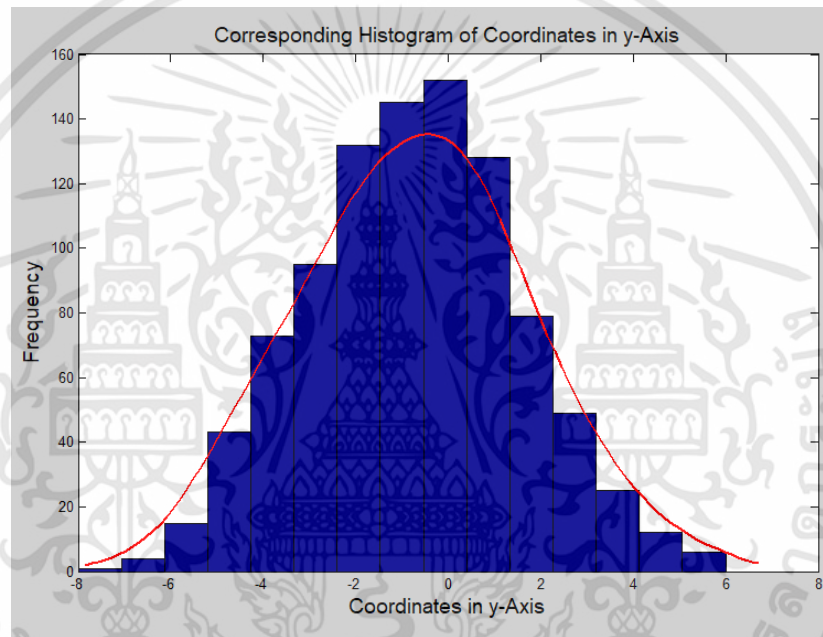 Corresponding Histogram of Coordinates in y-Axis
160
140
120
100
80
60
40
20
0
Frequency
-8 -6 -4 -2 0 2 4 6 8
Coordinates in y-Axis